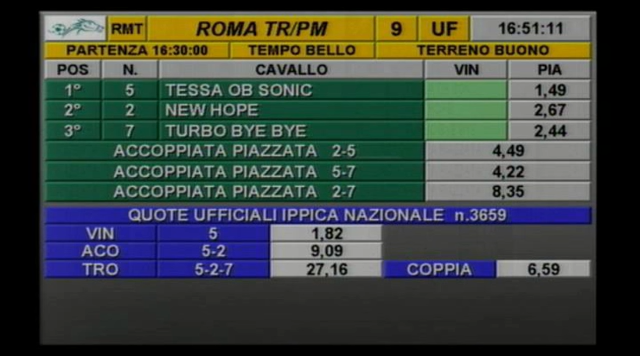 RMT ROMA TR/PM 9 UF 16:51:11
PARTENZA 16:30:00 TEMPO BELLO TERRENO BUONO
POS N. CAVALLO VIN PIA
1º 5 TESSA OB SONIC 1,49
2º 2 NEW HOPE 2,67
3º 7 TURBO BYE BYE 2,44
ACCOPPIATA PIAZZATA 2-5 4,49
ACCOPPIATA PIAZZATA 5-7 4,22
ACCOPPIATA PIAZZATA 2-7 8,35
QUOTE UFFICIALI IPPICA NAZIONALE n.3659
VIN 5 1,82
ACO 5-2 9,09
TRO 5-2-7 27,16 COPPIA 6,59